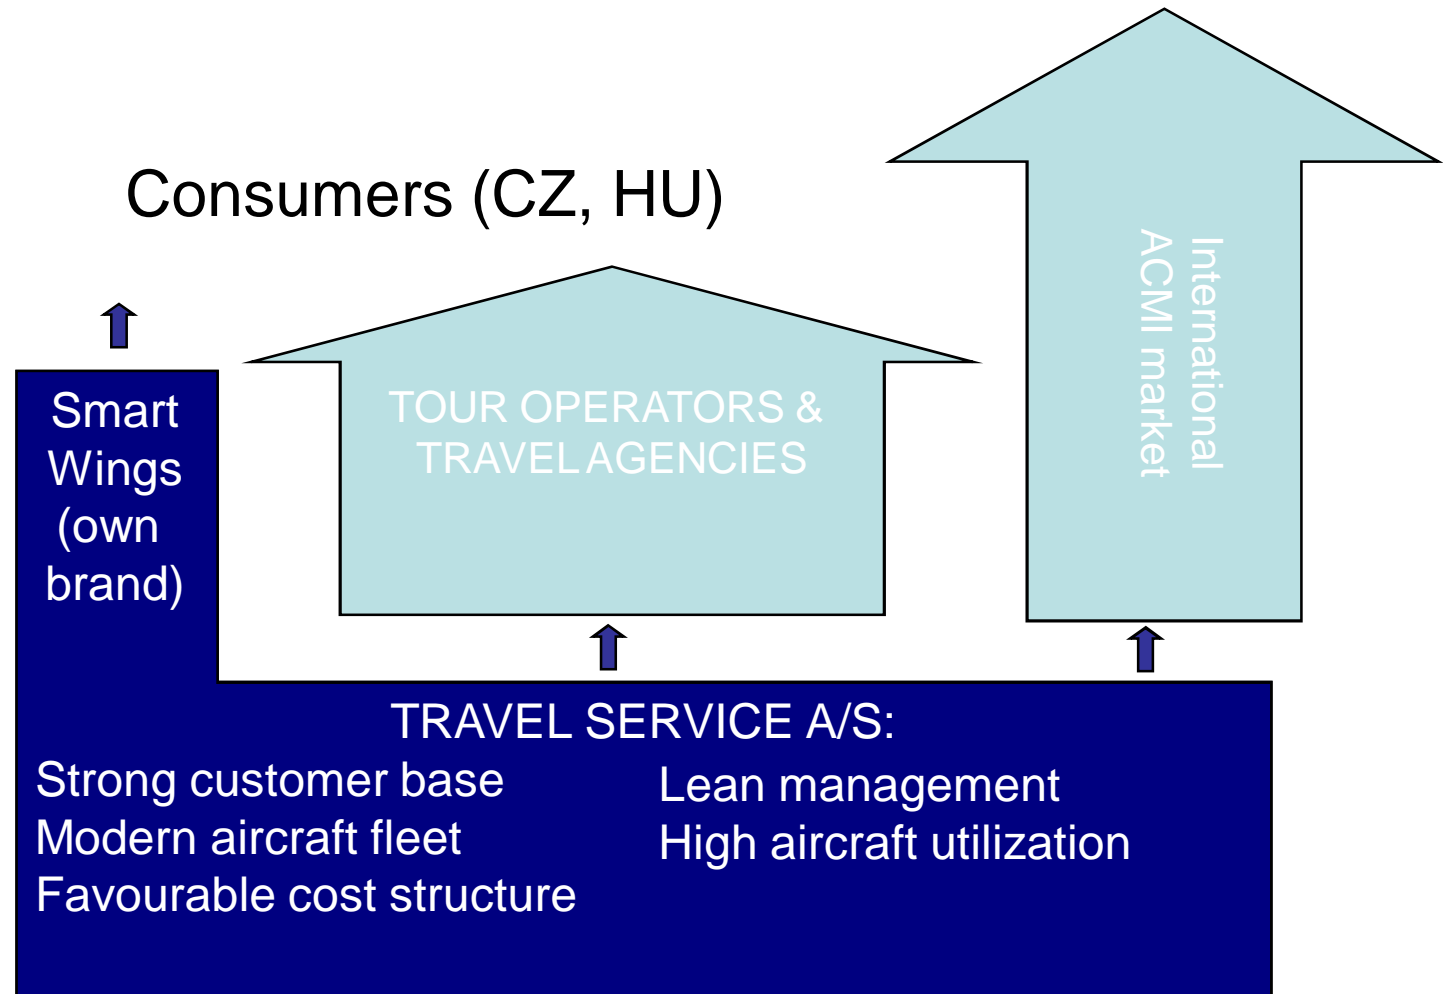 Consumers (CZ, HU)
International
ACMI market
Smart
Wings
(own
brand)
TOUR OPERATORS &
TRAVEL AGENCIES
TRAVEL SERVICE A/S:
Strong customer base
Modern aircraft fleet
Favourable cost structure
Lean management
High aircraft utilization